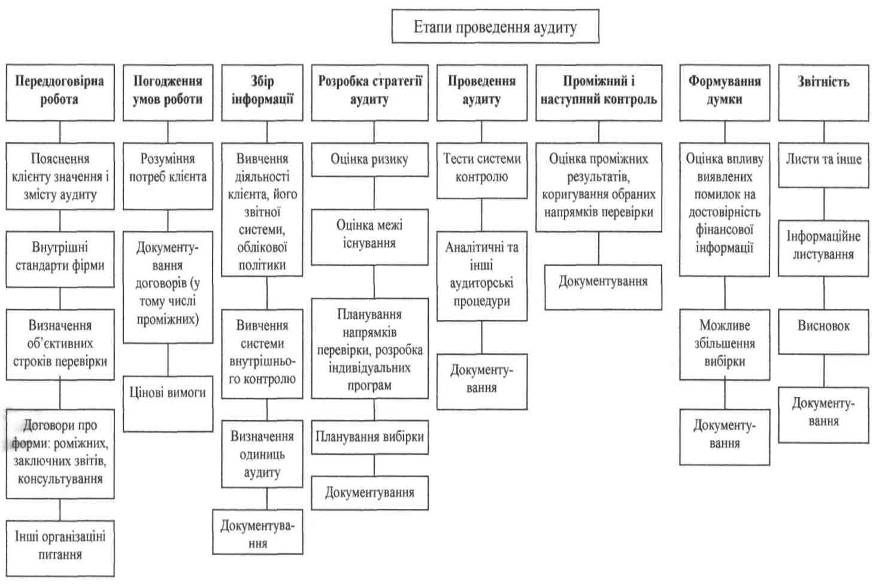 Етапи проведення аудиту
Переддоговірна
робота
Пояснення
клієнту значення і
змісту аудиту
Внутрішні
стандарти фірми
Визначення
об’єктивних
строків перевірки
Договори про
форми: роміжних,
заключних звітів,
консультування
Інші організаціні
питання
Погодження
умов роботи
Розуміння
потреб клієнта
Документу-
вання
договорів (у
тому числі
проміжних)
Цінові вимоги
Збір
інформації
Вивчення
діяльності
клієнта, його
звітної
системи,
облікової
політики
Вивчення
системи
внутрішньо-
го контролю
Визначення
одиниць
аудиту
Документува-
ння
Розробка стратегії
аудиту
Оцінка ризику
Оцінка межі
існування
Планування
напрямків
перевірки, розробка
індивідуальних
програм
Планування вибірки
Документування
Проведення
аудиту
Тести системи
контролю
Аналітичні та
інші
аудиторські
процедури
Документу-
вання
Проміжний і
наступний контроль
Оцінка проміжних
результатів,
коригування обраних
напрямків перевірки
Документування
Формування
думки
Оцінка впливу
виявлених
помилок на
достовірність
фінансової
інформації
Можливе
збільшення
вибірки
Документу-
вання
Звітність
Листи та інше
Інформаційне
листування
Висновок
Документу-
вання